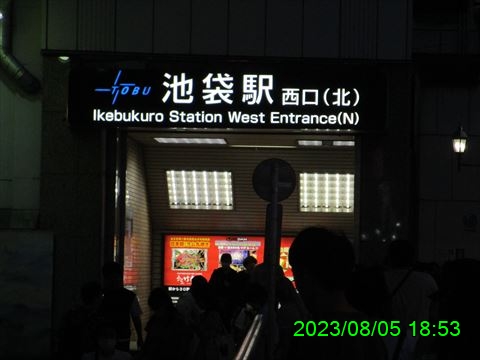 TOBU 池袋駅 西口(北)
Ikebukuro Station West Entrance(N)
2023/08/05 18:53